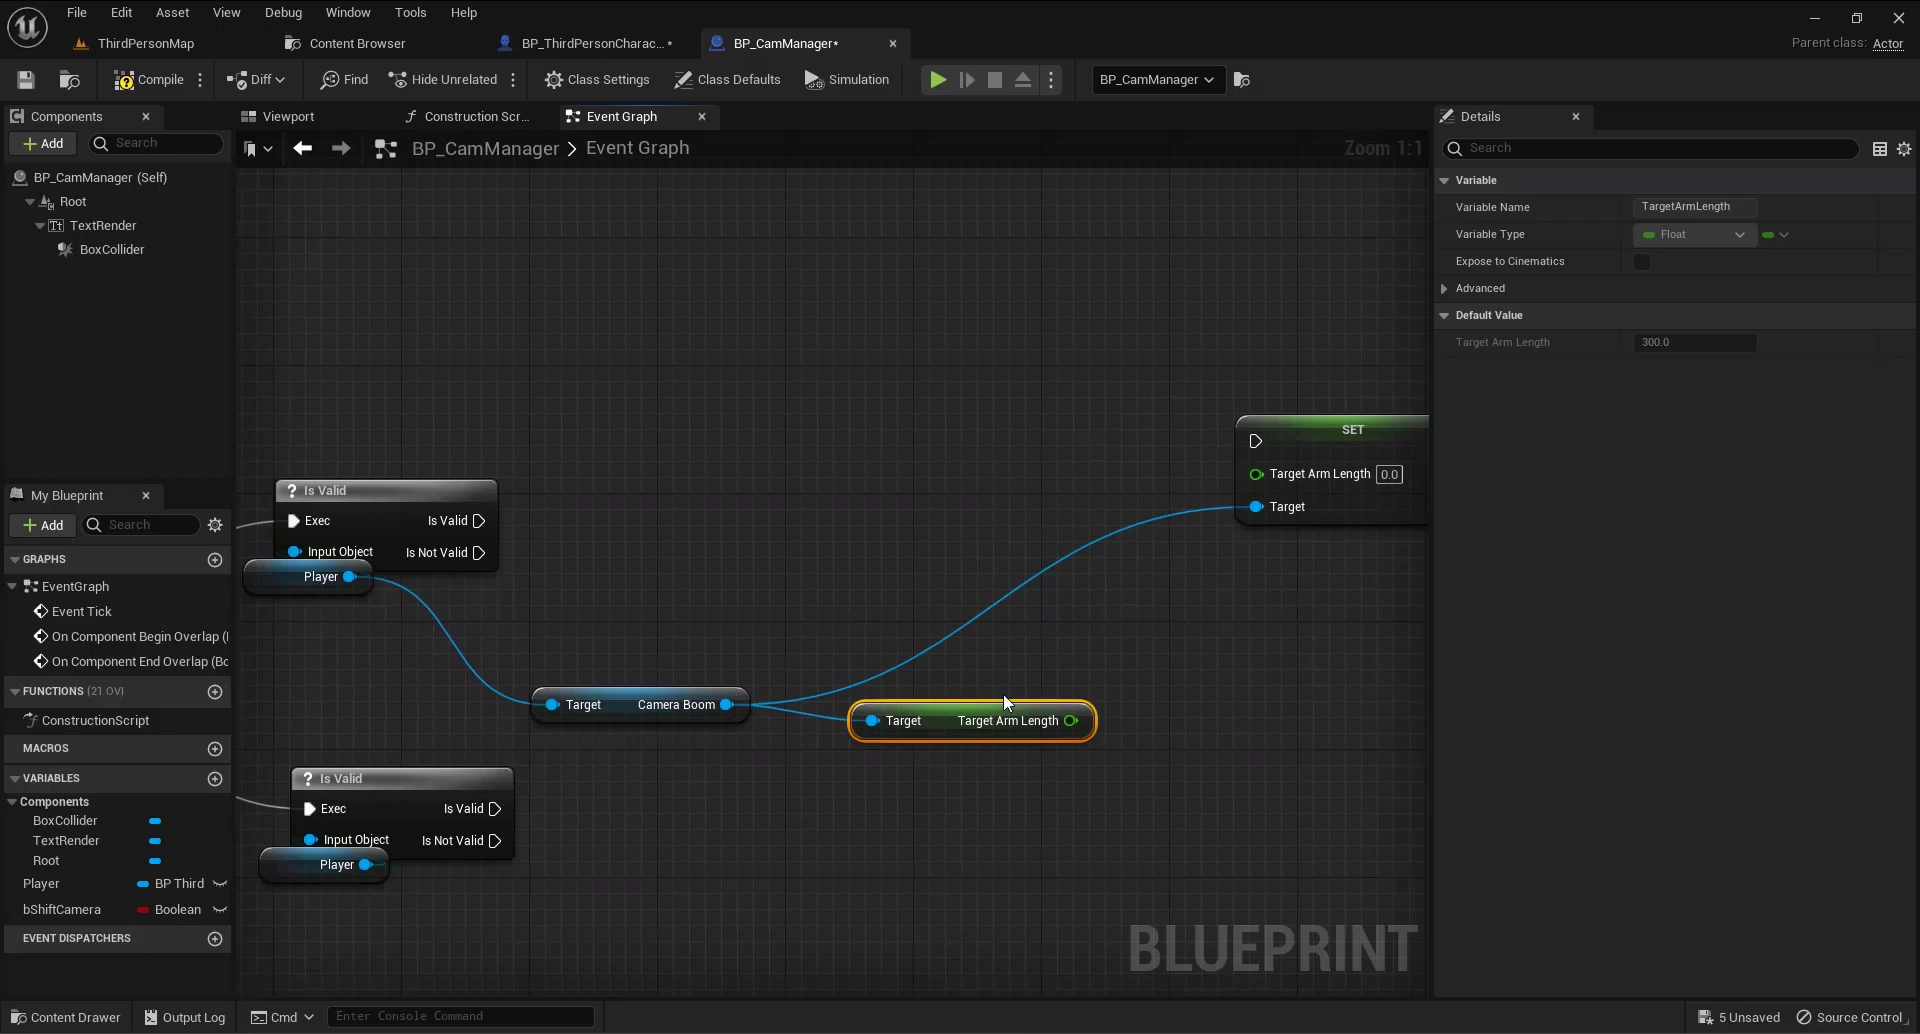 File Edit Asset View Debug Window Tools Help
ThirdPersonMap Content Browser BP_ThirdPersonCharac...* BP_CamManager*
Parent class: Actor
Compile Diff Find Hide Unrelated Class Settings Class Defaults Simulation BP_CamManager
Components
Add Search
BP_CamManager (Self)
Root
TextRender
BoxCollider
My Blueprint
Add Search
GRAPHS
EventGraph
Event Tick
On Component Begin Overlap (
On Component End Overlap (Bo
FUNCTIONS (21 OVI
ConstructionScript
MACROS
VARIABLES
Components
BoxCollider
TextRender
Root
Player BP Third
bShiftCamera Boolean
EVENT DISPATCHERS
Viewport Construction Scr... Event Graph
BP_CamManager > Event Graph
Zoom 1:1
SET
Target Arm Length 0.0
Target
? Is Valid
Exec Is Valid
Input Object Is Not Valid
Player
Target Camera Boom
Target Target Arm Length
? Is Valid
Exec Is Valid
Input Object Is Not Valid
Player
BLUEPRINT
Details
Search
Variable
Variable Name TargetArmLength
Variable Type Float
Expose to Cinematics
Advanced
Default Value
Target Arm Length 300.0
Content Drawer Output Log Cmd Enter Console Command 5 Unsaved Source Control